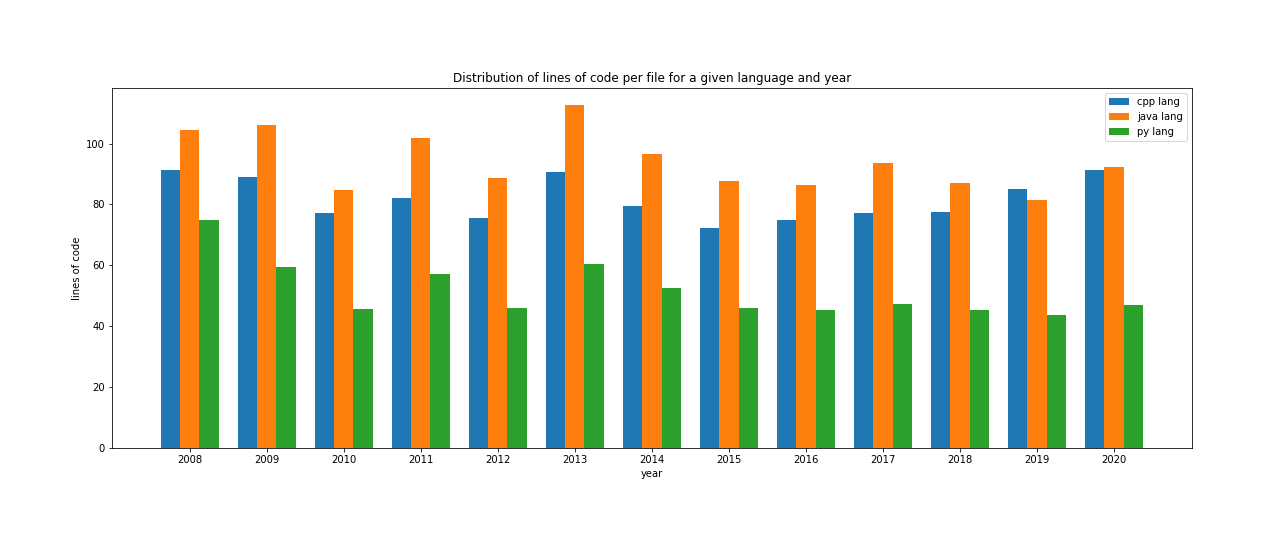 Distribution of lines of code per file for a given language and year
cpp lang
java lang
py lang
lines of code
100
80
60
40
20
0
2008 2009 2010 2011 2012 2013 2014 2015 2016 2017 2018 2019 2020
year